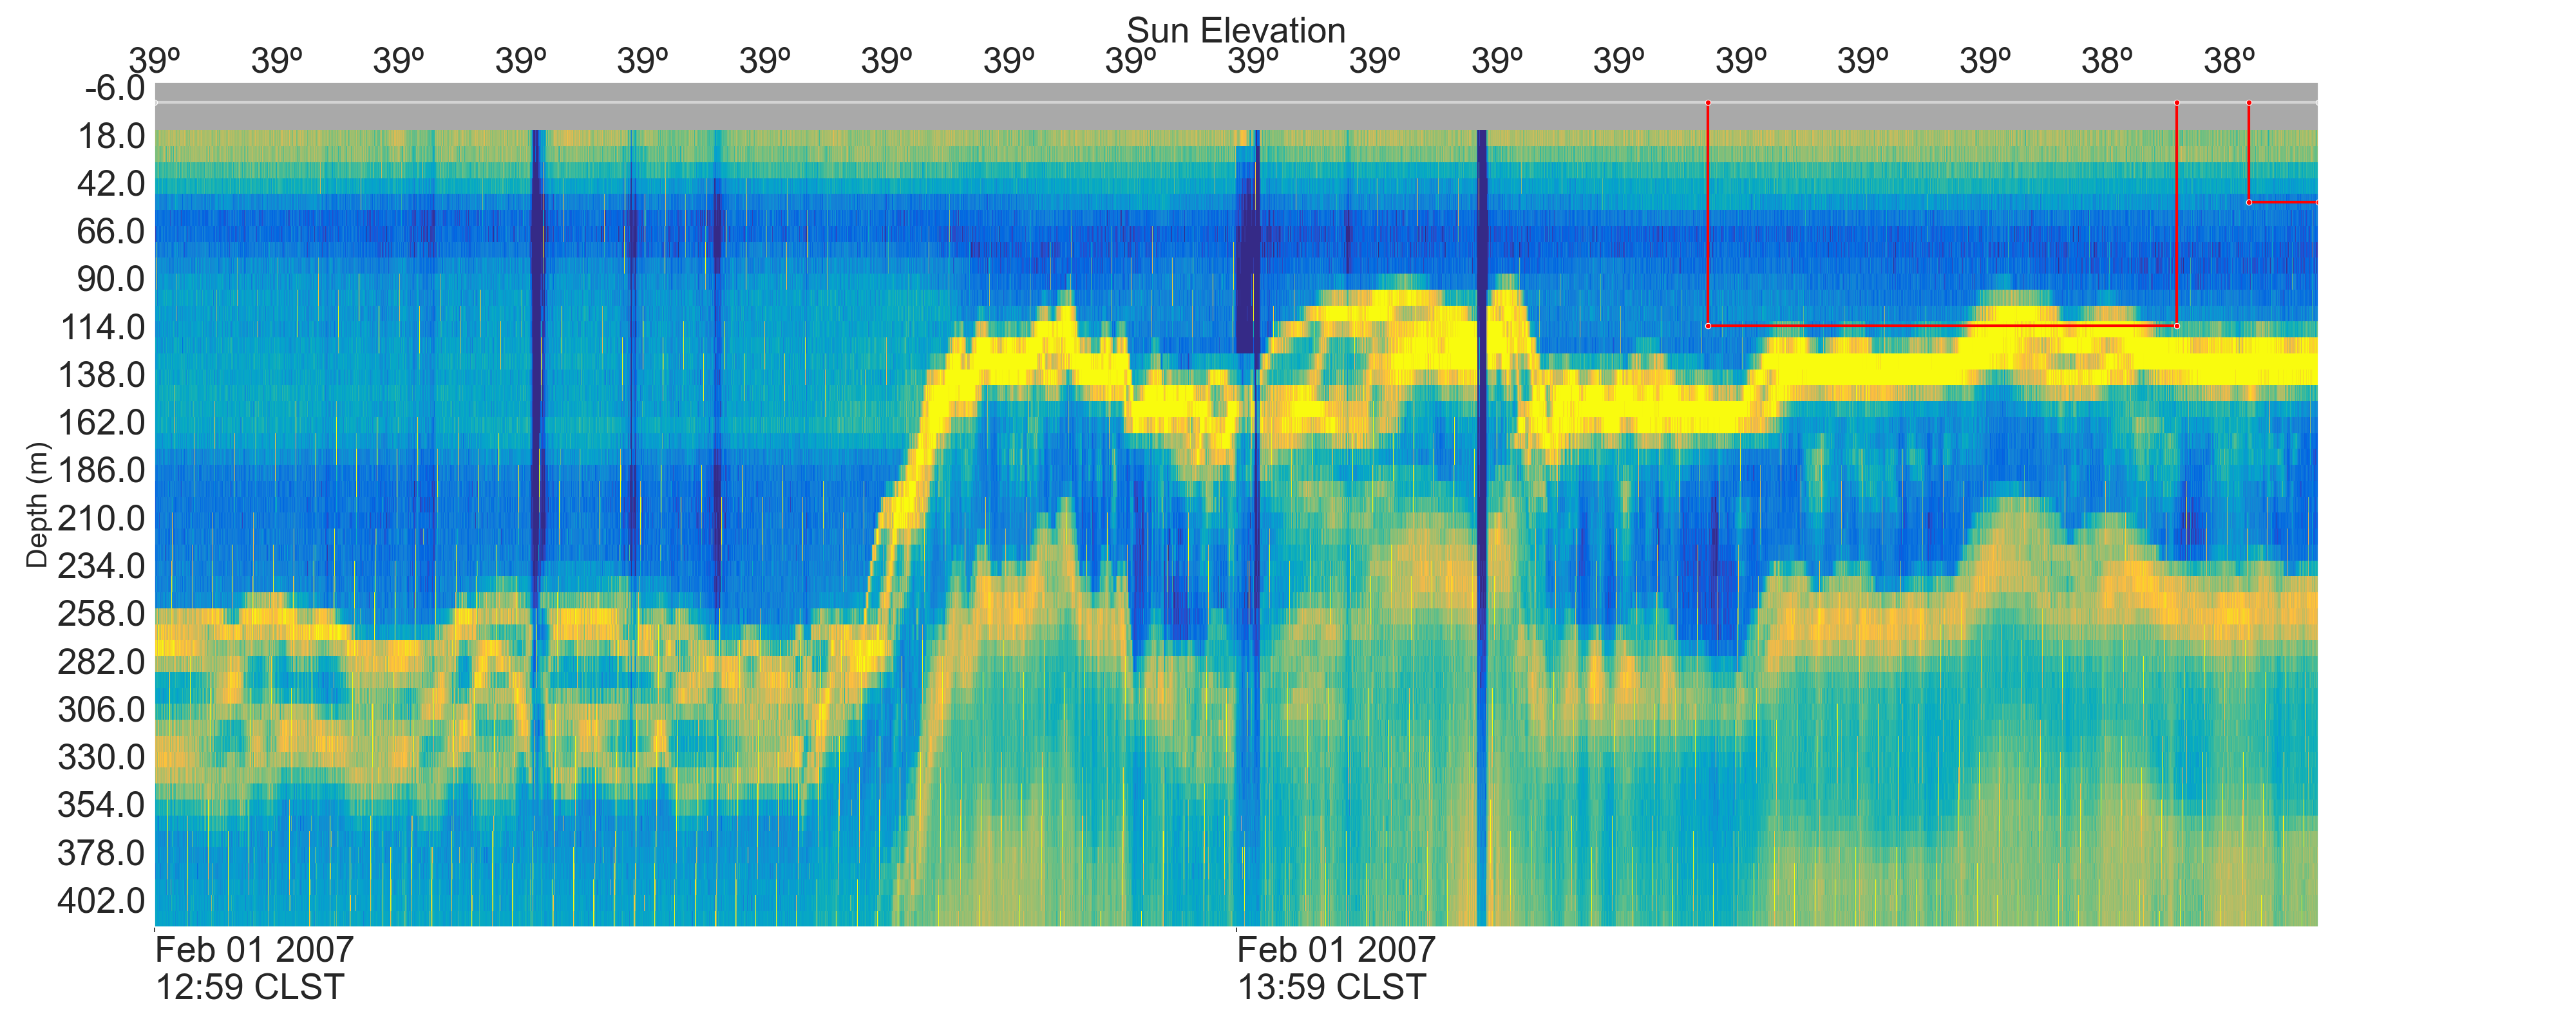 Sun Elevation
39º 39º 39º 39º 39º 39º 39º 39º 39º 39º 39º 39º 39º 39º 39º 39º 38º 38º
-6.0
18.0
42.0
66.0
90.0
114.0
138.0
162.0
186.0
210.0
234.0
258.0
282.0
306.0
330.0
354.0
378.0
402.0
Depth (m)
Feb 01 2007
12:59 CLST
Feb 01 2007
13:59 CLST